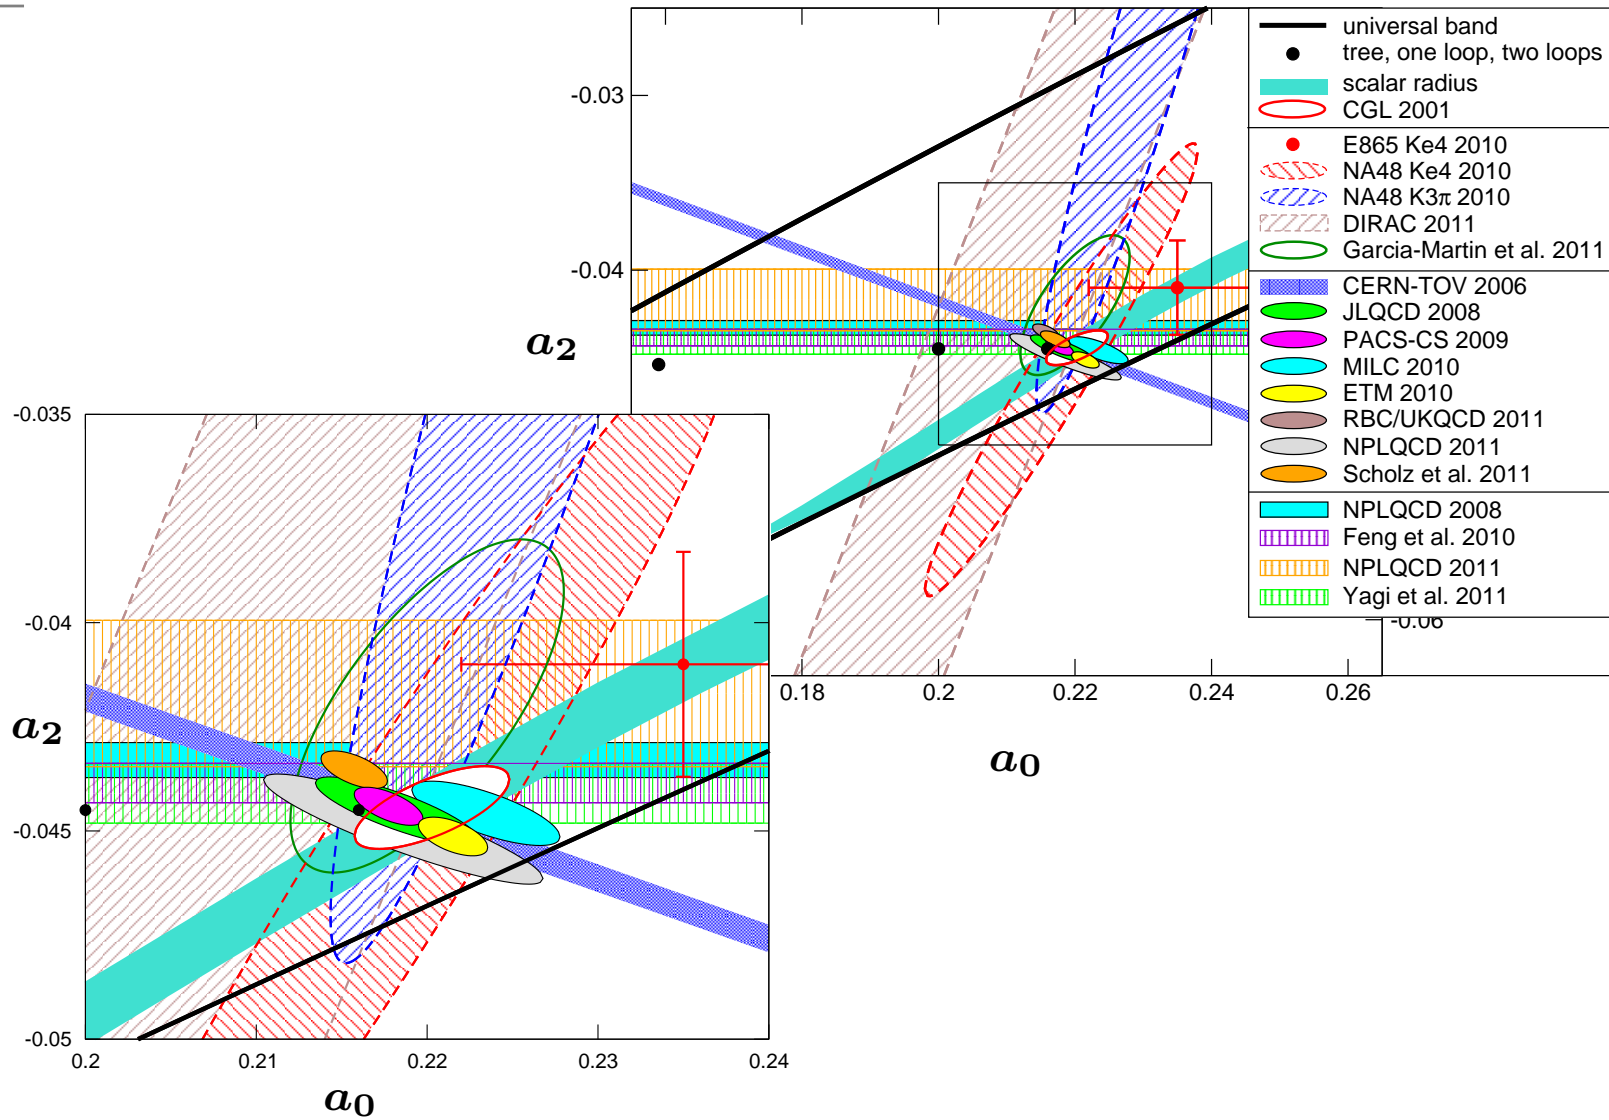 universal band
tree, one loop, two loops
scalar radius
CGL 2001
E865 Ke4 2010
NA48 Ke4 2010
NA48 K3π 2010
DIRAC 2011
Garcia-Martin et al. 2011
CERN-TOV 2006
JLQCD 2008
PACS-CS 2009
MILC 2010
ETM 2010
RBC/UKQCD 2011
NPLQCD 2011
Scholz et al. 2011
NPLQCD 2008
Feng et al. 2010
NPLQCD 2011
Yagi et al. 2011
-0.03
-0.04
-0.06
a2
0.18 0.2 0.22 0.24 0.26
a0
-0.035
-0.04
-0.045
-0.05
a2
0.2 0.21 0.22 0.23 0.24
a0